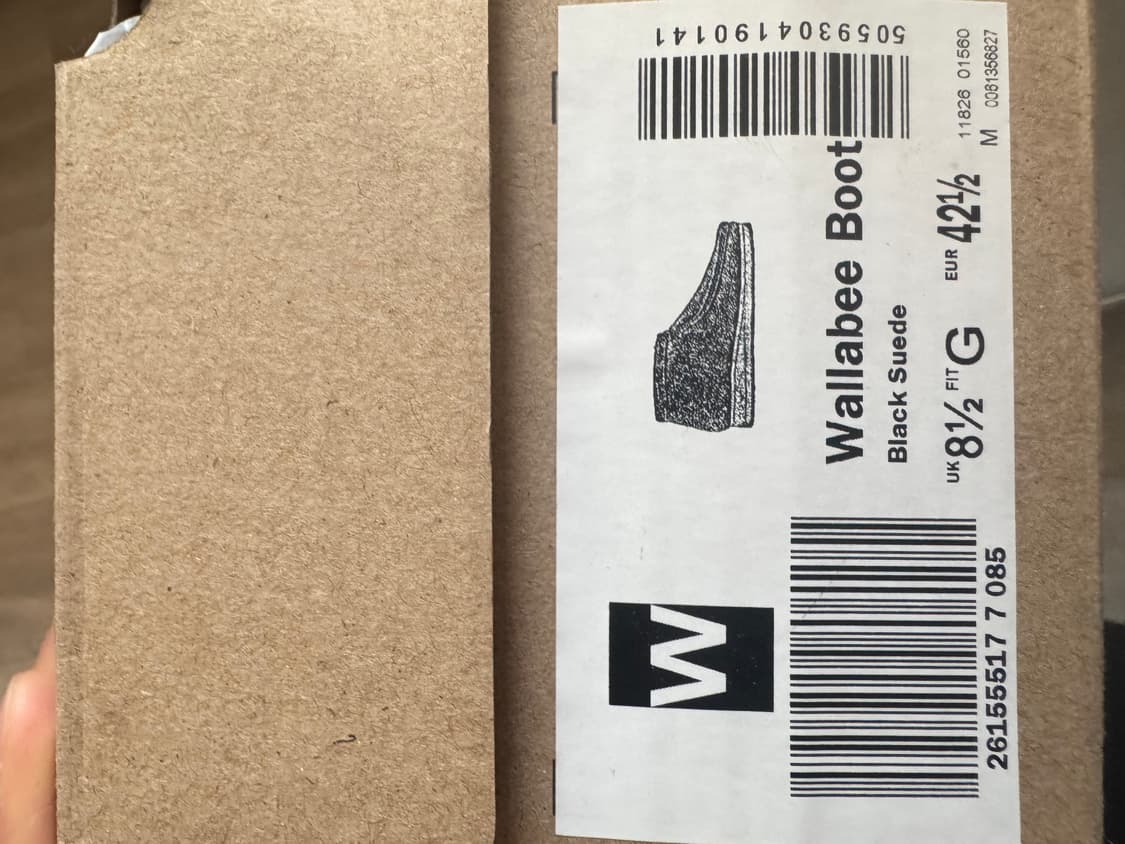 W
Wallabee Boot
Black Suede
UK 8½ FIT G EUR 42½
5059304190141
11826 01560
M 0081356827
26155517 7 085